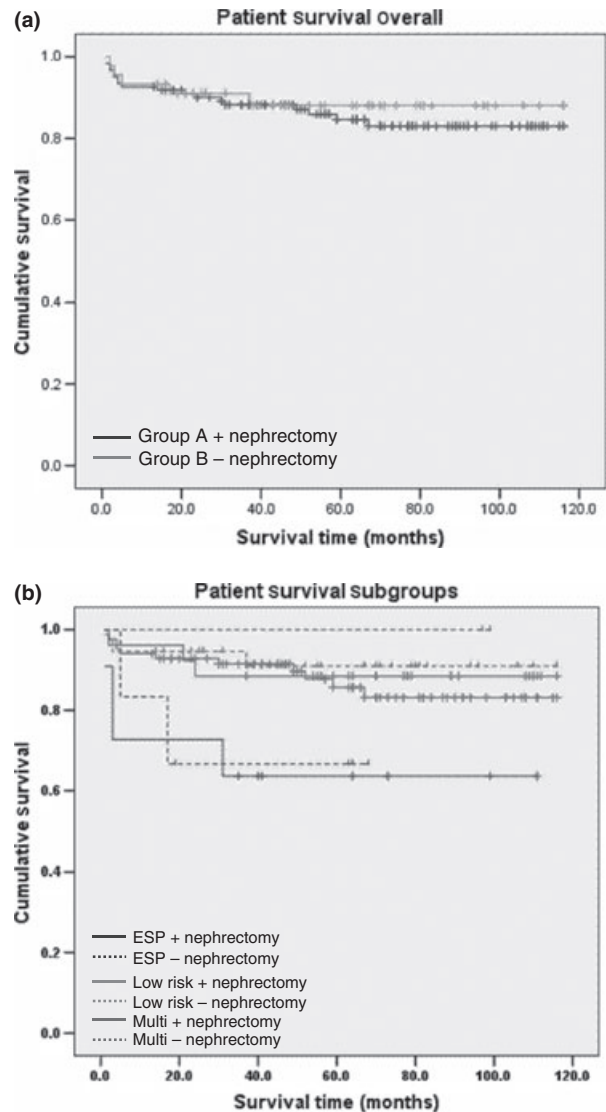 (a)
Patient survival overall
1.0
0.8
0.6
0.4
0.2
0.0
Cumulative survival
Group A + nephrectomy
Group B – nephrectomy
0.0 20.0 40.0 60.0 80.0 100.0 120.0
Survival time (months)
(b)
Patient survival subgroups
1.0
0.8
0.6
0.4
0.2
0.0
Cumulative survival
ESP + nephrectomy
ESP – nephrectomy
Low risk + nephrectomy
Low risk – nephrectomy
Multi + nephrectomy
Multi – nephrectomy
0.0 20.0 40.0 60.0 80.0 100.0 120.0
Survival time (months)